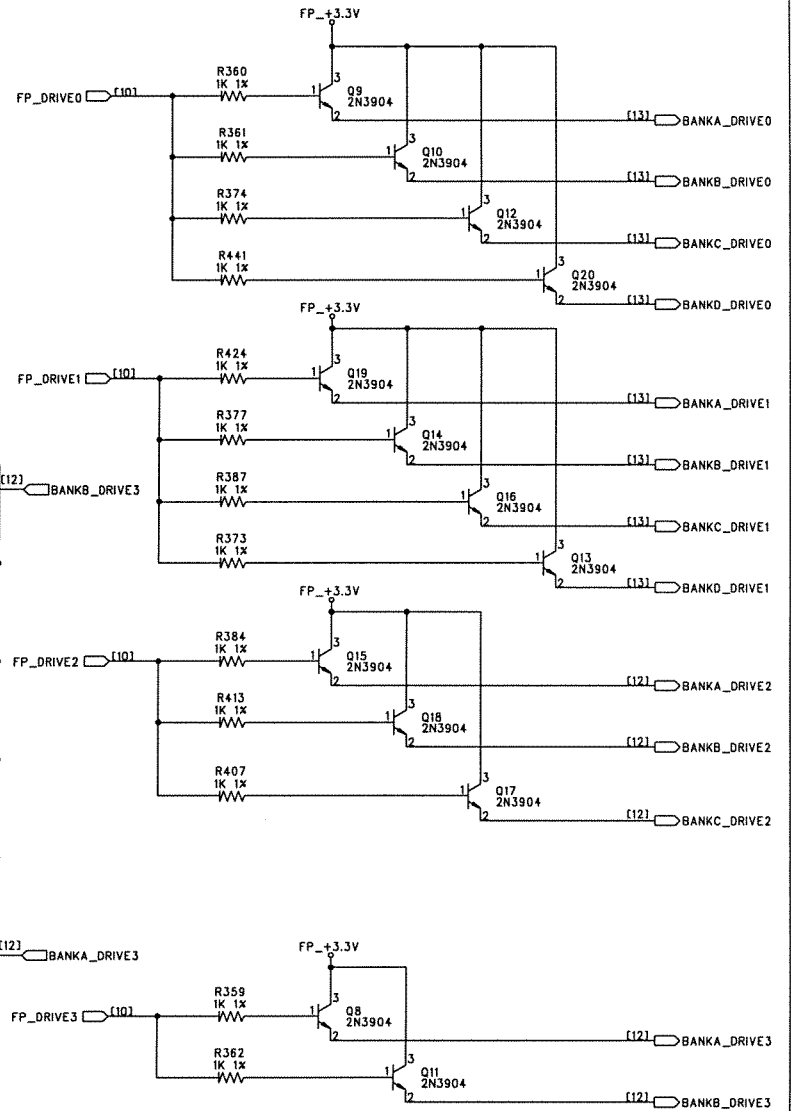 FP_+3.3V
R360
1K 1%
FP_DRIVE0 [10]
1 3 2
Q9
2N3904
[13] BANKA_DRIVE0
R361
1K 1%
1 3 2
Q10
2N3904
[13] BANKB_DRIVE0
R374
1K 1%
1 3 2
Q12
2N3904
[13] BANKC_DRIVE0
R441
1K 1%
1 3 2
Q20
2N3904
[13] BANKD_DRIVE0
FP_+3.3V
R424
1K 1%
FP_DRIVE1 [10]
1 3 2
Q19
2N3904
[13] BANKA_DRIVE1
R377
1K 1%
1 3 2
Q14
2N3904
[13] BANKB_DRIVE1
[12] BANKB_DRIVE3
R387
1K 1%
1 3 2
Q16
2N3904
[13] BANKC_DRIVE1
R373
1K 1%
1 3 2
Q13
2N3904
[13] BANKD_DRIVE1
FP_+3.3V
R384
1K 1%
FP_DRIVE2 [10]
1 3 2
Q15
2N3904
[12] BANKA_DRIVE2
R413
1K 1%
1 3 2
Q18
2N3904
[12] BANKB_DRIVE2
R407
1K 1%
1 3 2
Q17
2N3904
[12] BANKC_DRIVE2
[12] BANKA_DRIVE3
FP_+3.3V
R359
1K 1%
FP_DRIVE3 [10]
1 3 2
Q8
2N3904
[12] BANKA_DRIVE3
R362
1K 1%
1 3 2
Q11
2N3904
[12] BANKB_DRIVE3